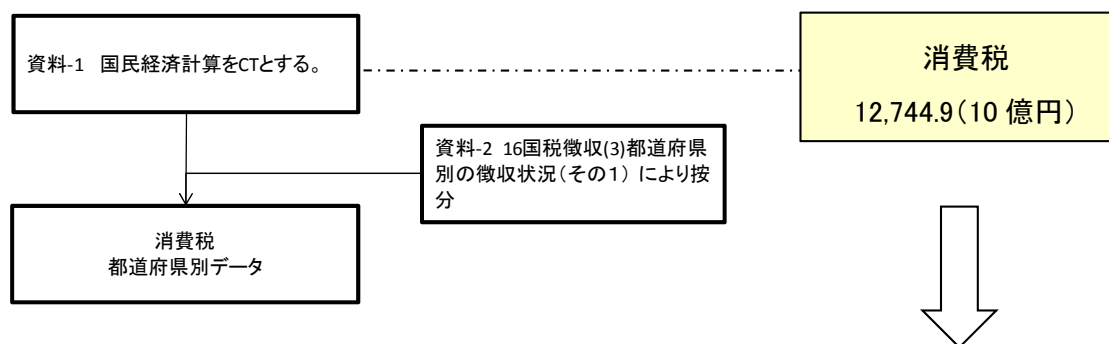 資料-1 国民経済計算をCTとする。
消費税
12,744.9(10 億円)
資料-2 16国税徴収(3)都道府県
別の徴収状況(その1) により按
分
消費税
都道府県別データ